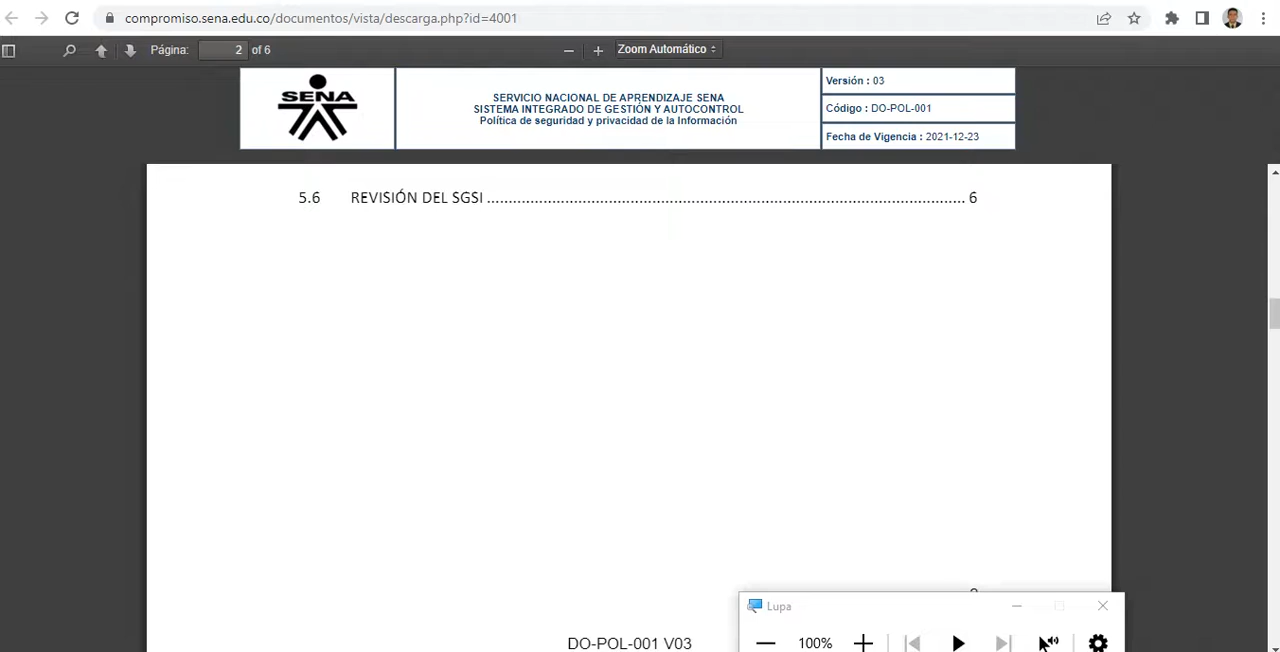 compromiso.sena.edu.co/documentos/vista/descarga.php?id=4001
Página: 2 of 6
Zoom Automático
SENA
SERVICIO NACIONAL DE APRENDIZAJE SENA
SISTEMA INTEGRADO DE GESTIÓN Y AUTOCONTROL
Política de seguridad y privacidad de la Información
Versión : 03
Código : DO-POL-001
Fecha de Vigencia : 2021-12-23
5.6 REVISIÓN DEL SGSI ........................................................................................................... 6
DO-POL-001 V03
Lupa
100%